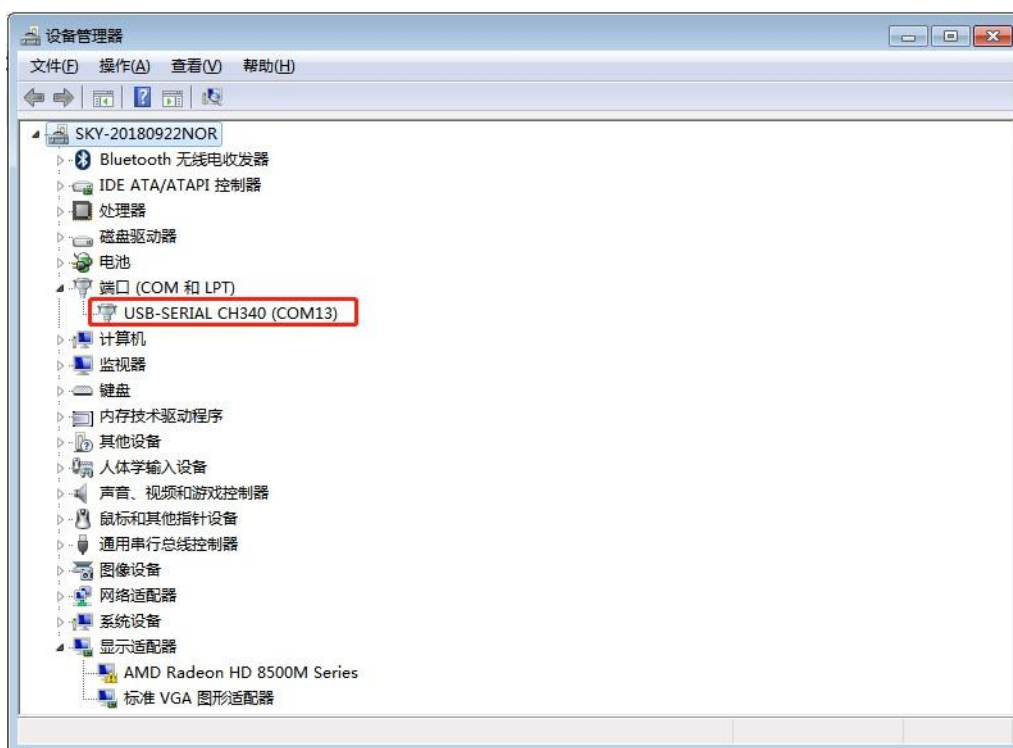 设备管理器
文件(F) 操作(A) 查看(V) 帮助(H)
SKY-20180922NOR
Bluetooth 无线电收发器
IDE ATA/ATAPI 控制器
处理器
磁盘驱动器
电池
端口 (COM 和 LPT)
USB-SERIAL CH340 (COM13)
计算机
监视器
键盘
内存技术驱动程序
其他设备
人体学输入设备
声音、视频和游戏控制器
鼠标和其他指针设备
通用串行总线控制器
图像设备
网络适配器
系统设备
显示适配器
AMD Radeon HD 8500M Series
标准 VGA 图形适配器